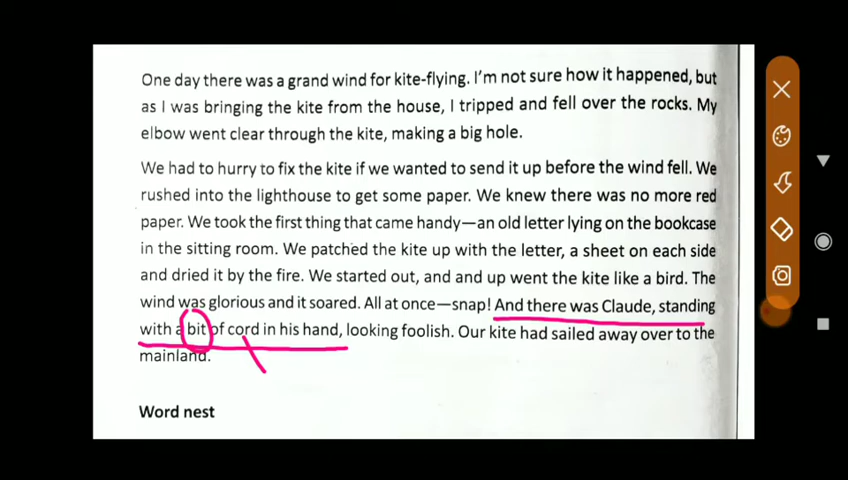 One day there was a grand wind for kite-flying. I'm not sure how it happened, but
as I was bringing the kite from the house, I tripped and fell over the rocks. My
elbow went clear through the kite, making a big hole.
We had to hurry to fix the kite if we wanted to send it up before the wind fell. We
rushed into the lighthouse to get some paper. We knew there was no more red
paper. We took the first thing that came handy—an old letter lying on the bookcase
in the sitting room. We patched the kite up with the letter, a sheet on each side
and dried it by the fire. We started out, and and up went the kite like a bird. The
wind was glorious and it soared. All at once—snap! And there was Claude, standing
with a bit of cord in his hand, looking foolish. Our kite had sailed away over to the
mainland.
Word nest